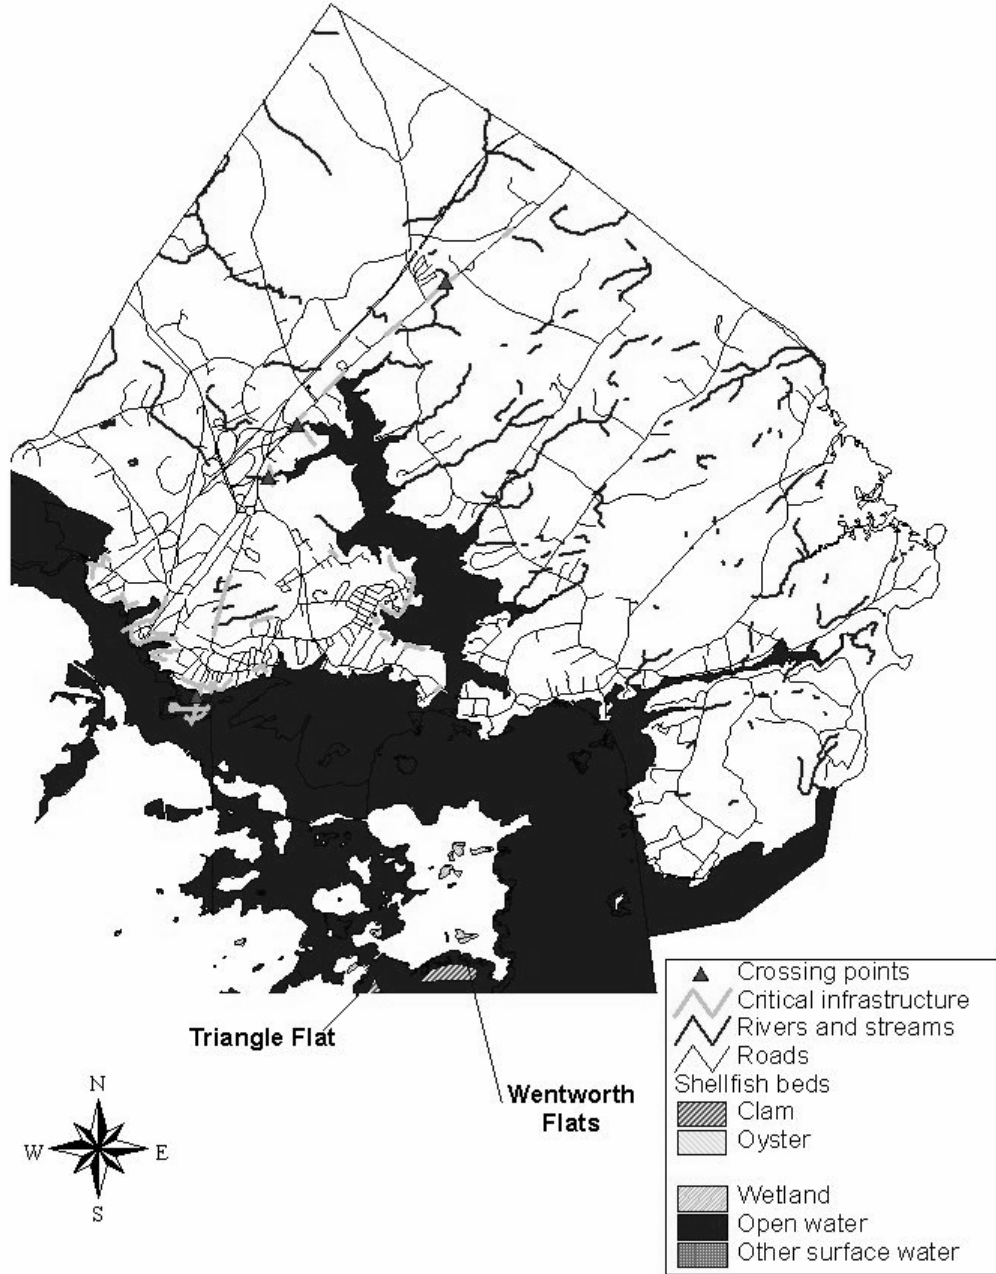 Triangle Flat
Wentworth
Flats
N
W
E
S
Crossing points
Critical infrastructure
Rivers and streams
Roads
Shellfish beds
Clam
Oyster
Wetland
Open water
Other surface water